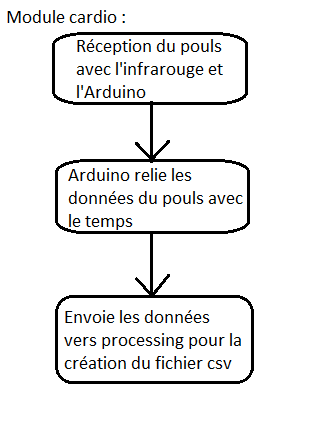 Module cardio :
Réception du pouls
avec l'infrarouge et
l'Arduino
Arduino relie les
données du pouls avec
le temps
Envoie les données
vers processing pour la
création du fichier csv